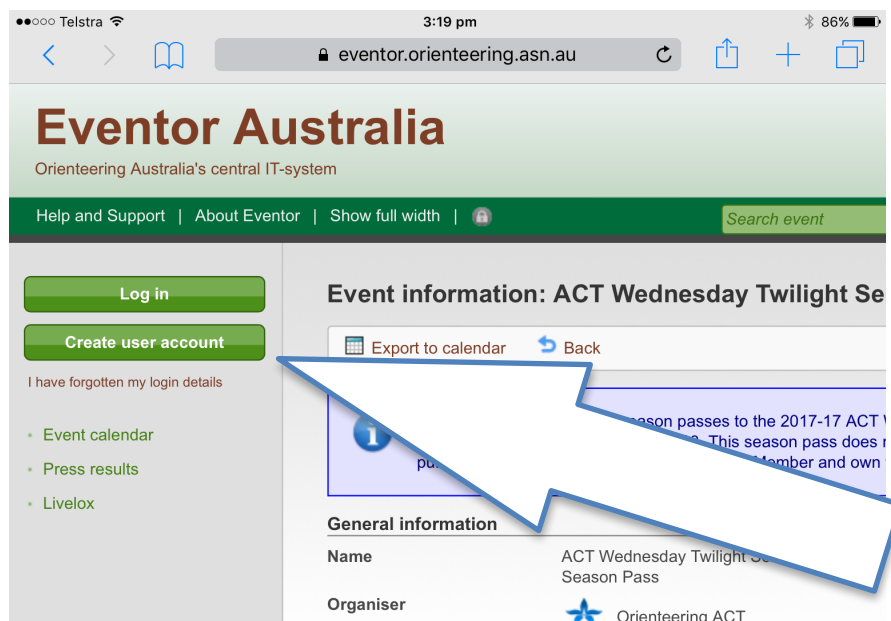 Telstra 3:19 pm 86%
eventor.orienteering.asn.au
Eventor Australia
Orienteering Australia's central IT-system
Help and Support | About Eventor | Show full width | Search event
Log in
Create user account
I have forgotten my login details
Event calendar
Press results
Livelox
Event information: ACT Wednesday Twilight Se
Export to calendar Back
season passes to the 2017-17 ACT
This season pass does
Member and own
General information
Name ACT Wednesday Twilight
Season Pass
Organiser Orienteering ACT